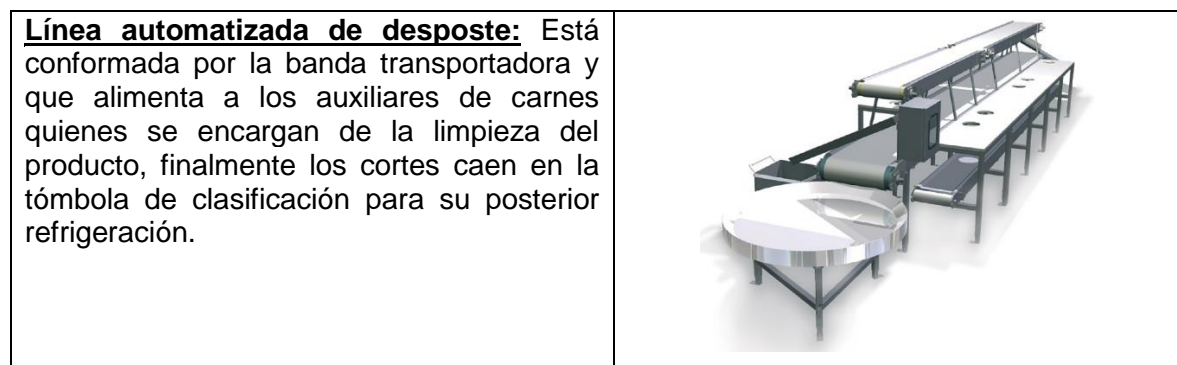 Línea automatizada de desposte: Está
conformada por la banda transportadora y
que alimenta a los auxiliares de carnes
quienes se encargan de la limpieza del
producto, finalmente los cortes caen en la
tómbola de clasificación para su posterior
refrigeración.